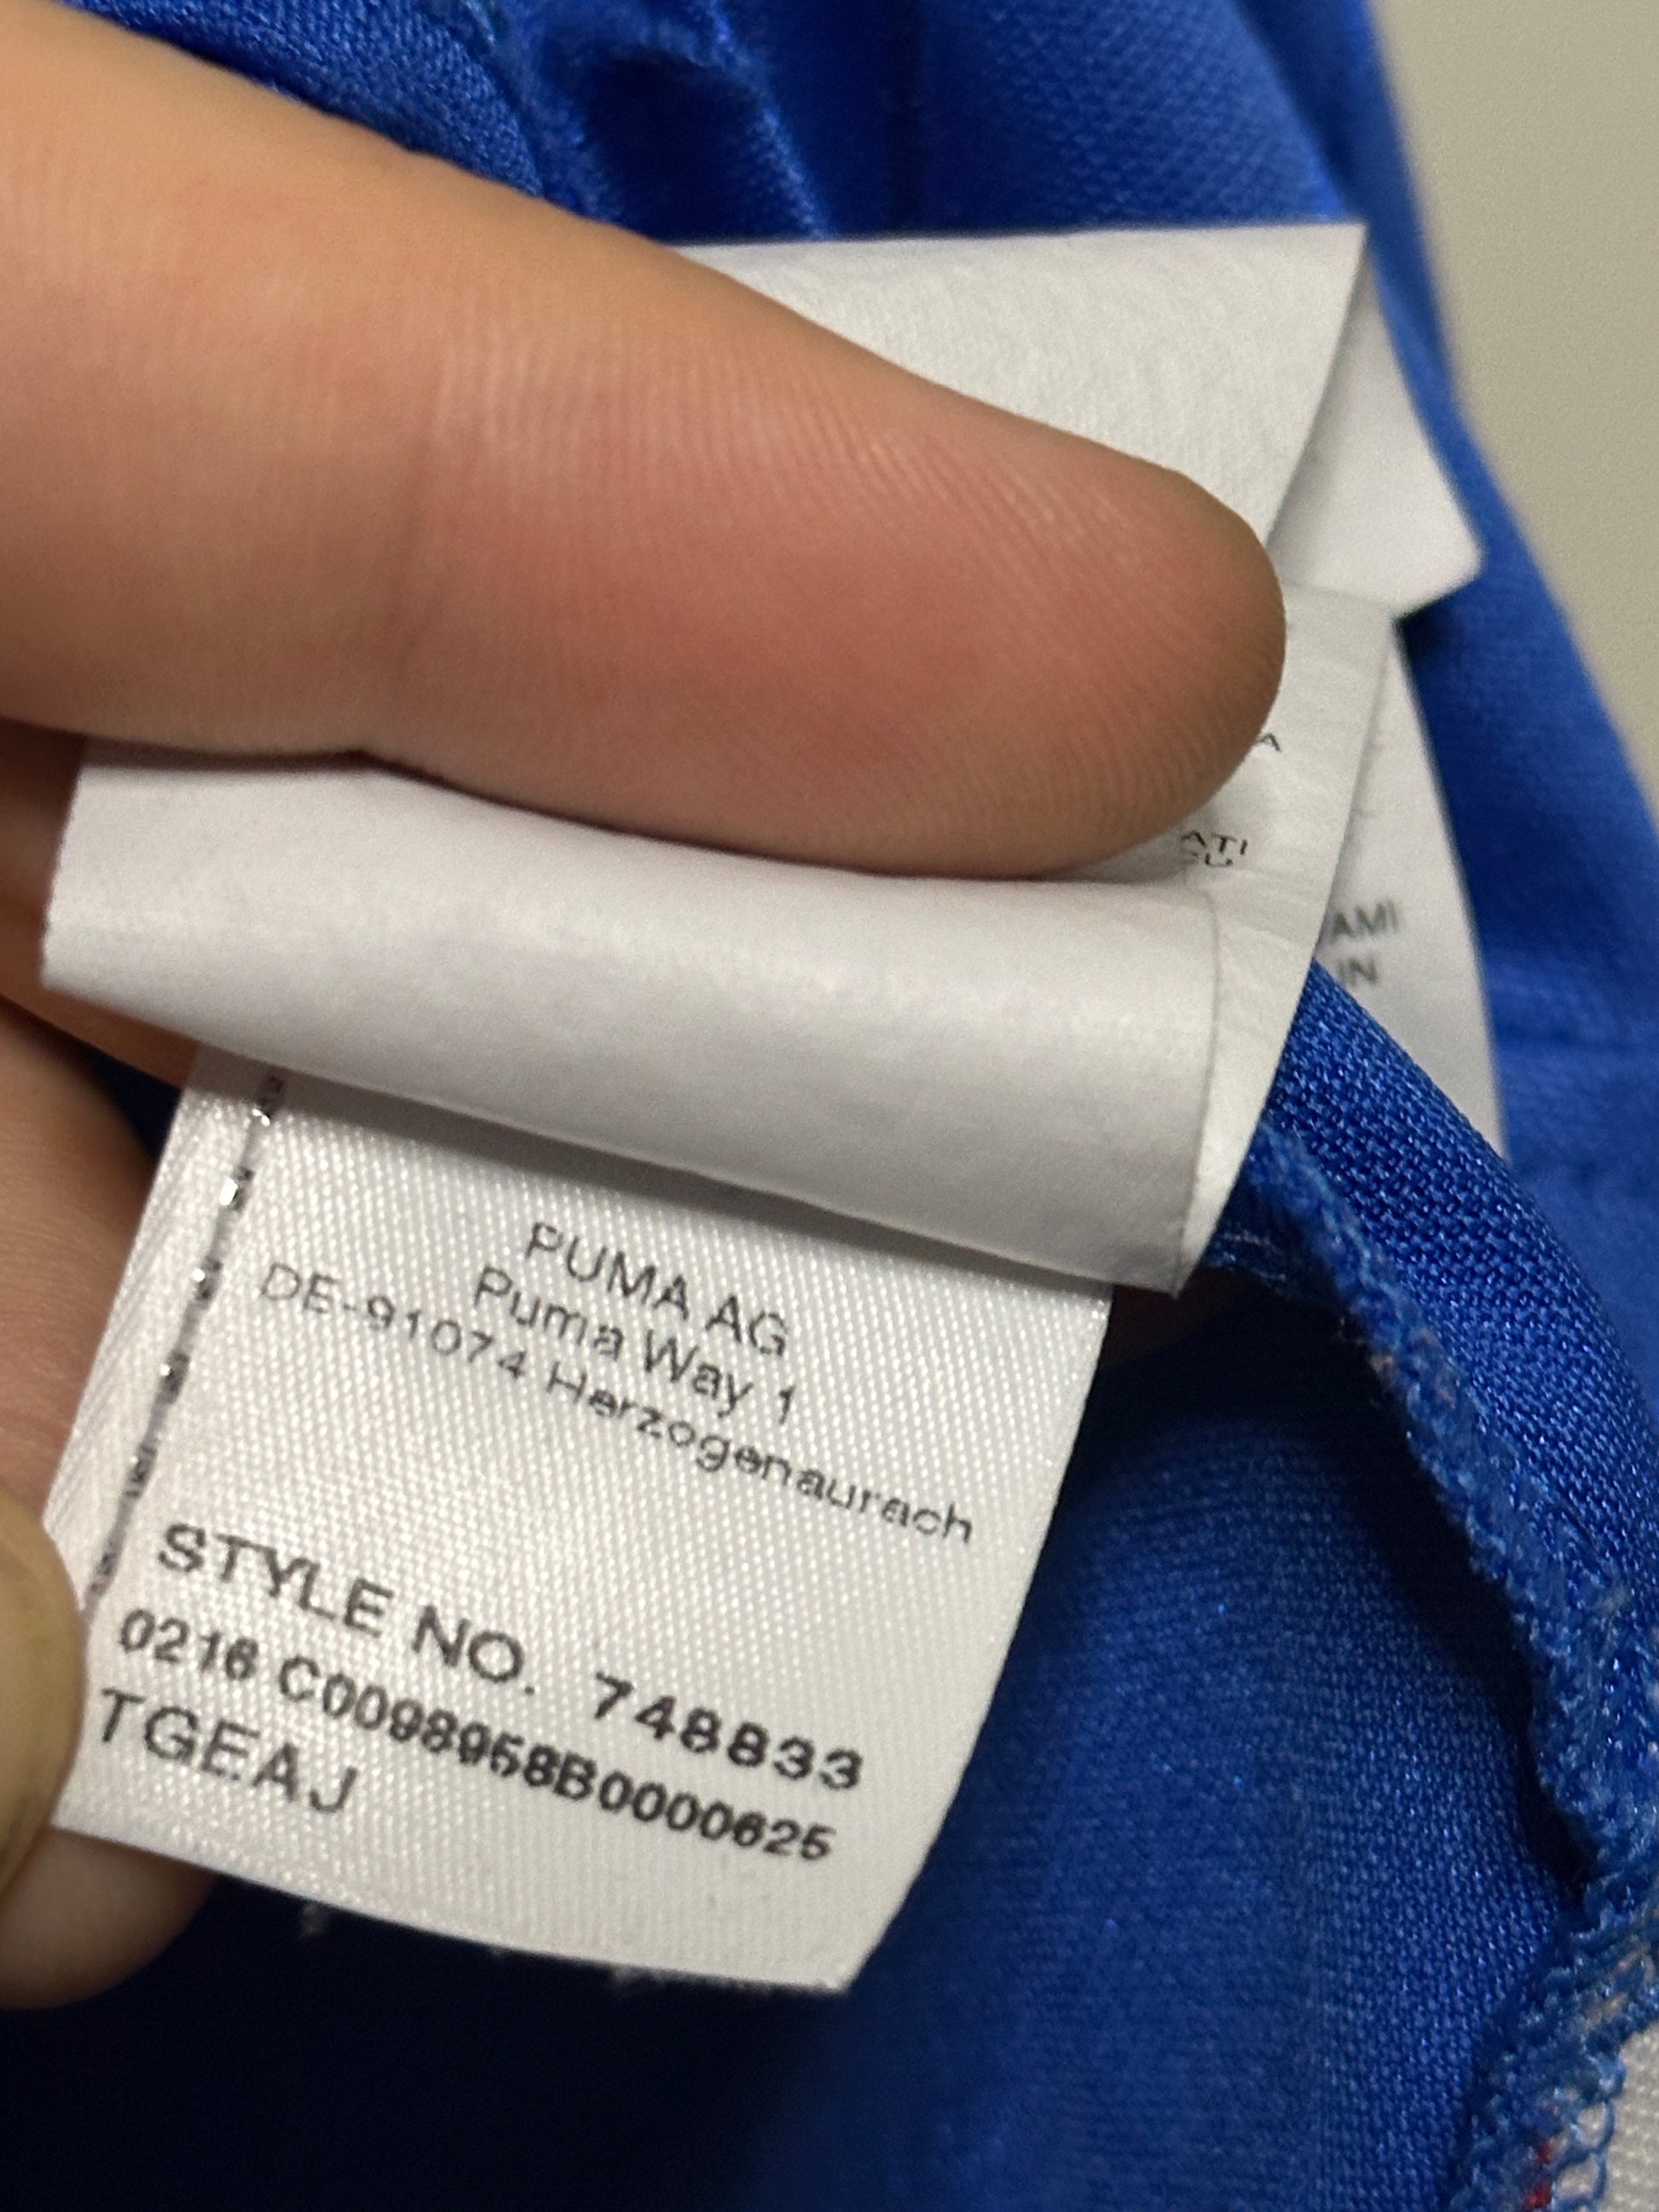 PUMA AG
Puma Way 1
DE-91074 Herzogenaurach
STYLE NO. 748833
0216 C0098958B0000625
TGEAJ